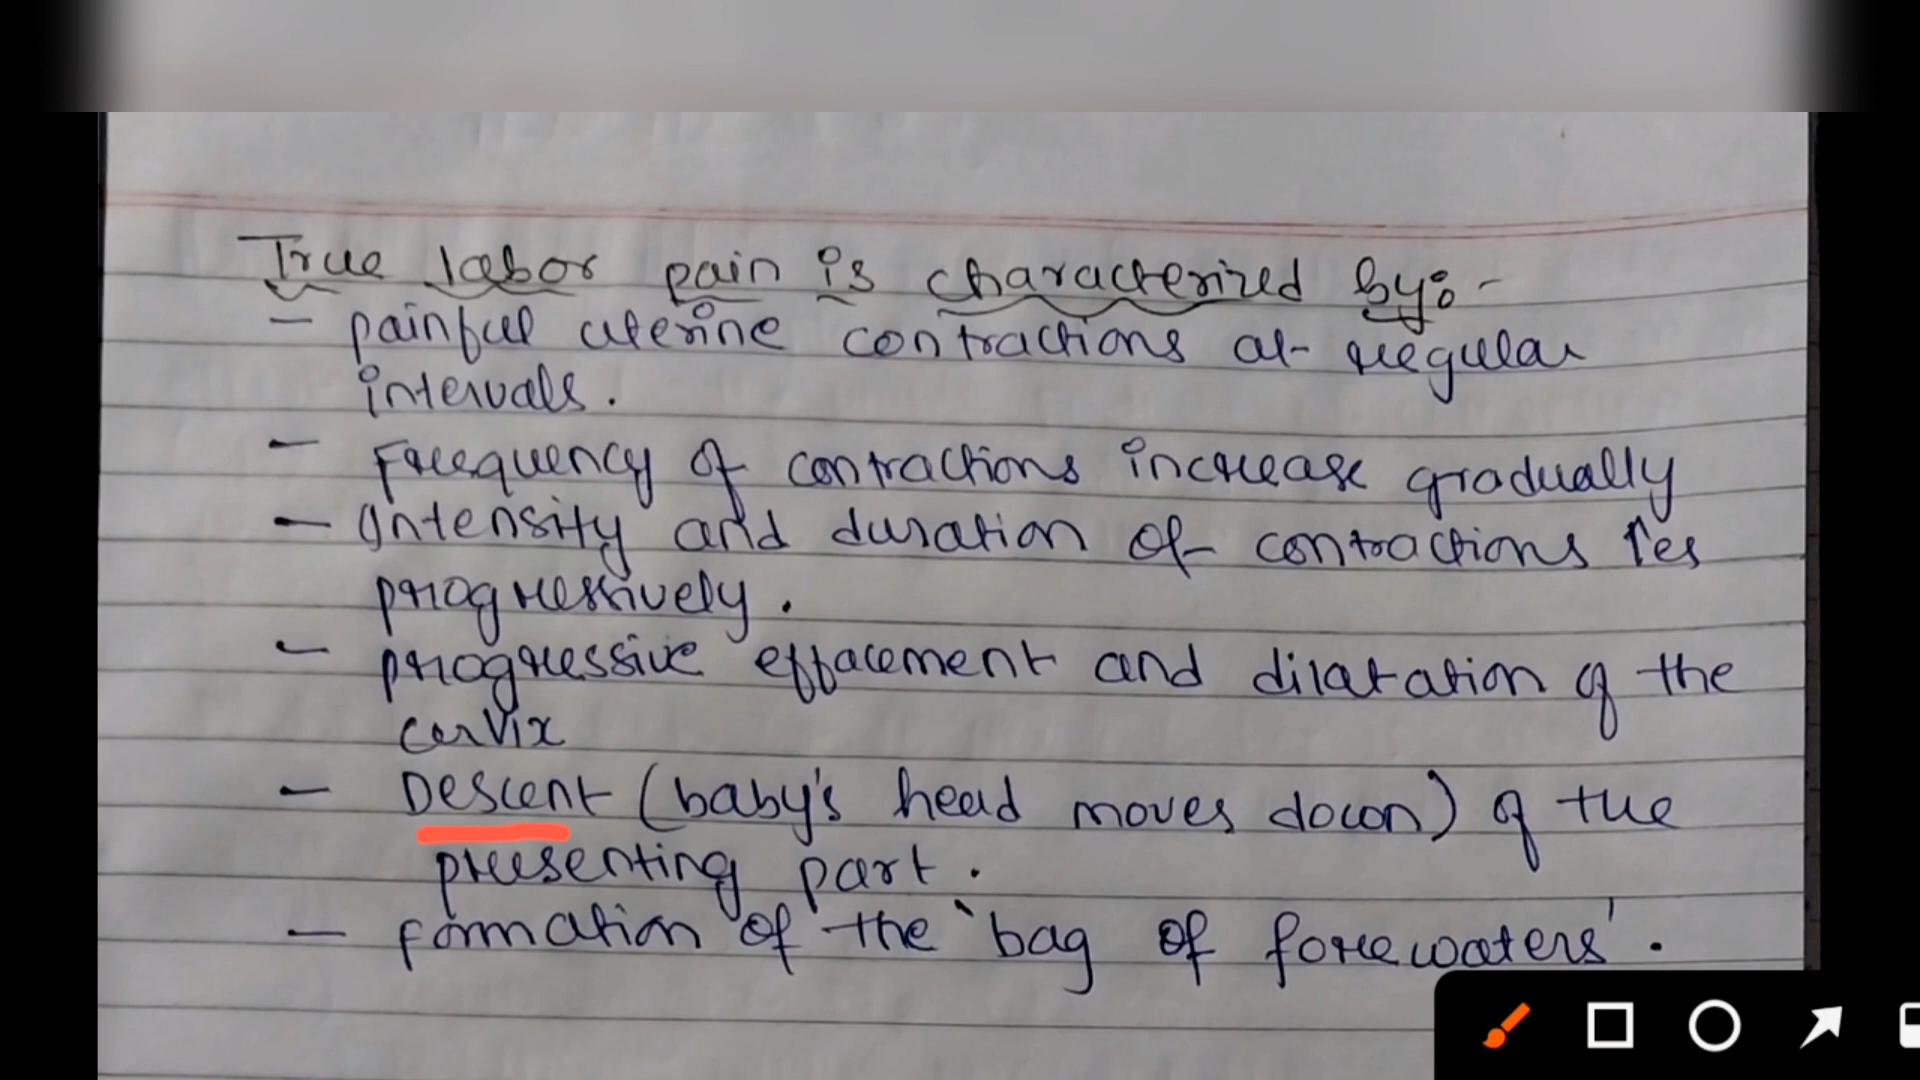 True labor pain is characterized by:-
- painful uterine contractions at regular
intervals.
- Frequency of contractions increase gradually
- Intensity and duration of contractions ↑es
progressively.
- progressive effacement and dilatation of the
cervix
- Descent (baby's head moves down) of the
presenting part.
- formation of the 'bag of forewaters'.